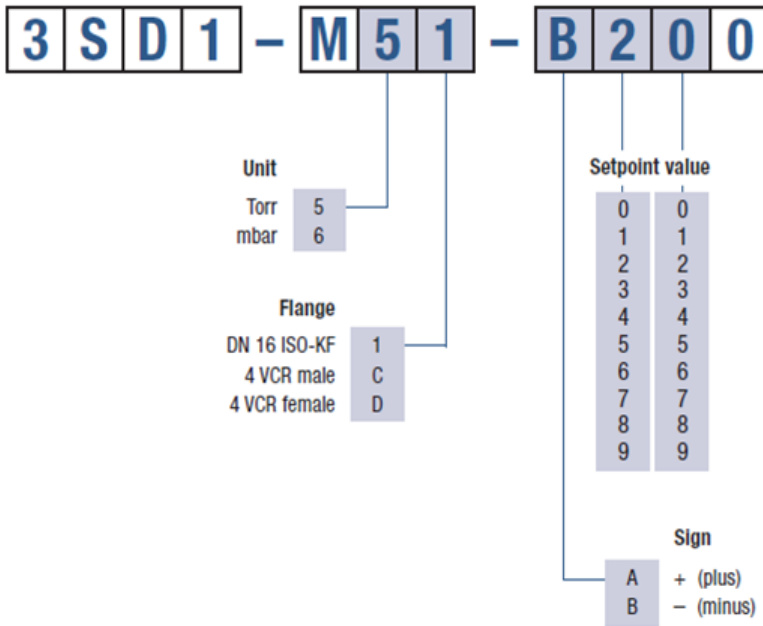 3SD1-M51-B200
Unit
Torr 5
mbar 6
Flange
DN 16 ISO-KF 1
4 VCR male C
4 VCR female D
Setpoint value
0 0
1 1
2 2
3 3
4 4
5 5
6 6
7 7
8 8
9 9
Sign
A + (plus)
B – (minus)